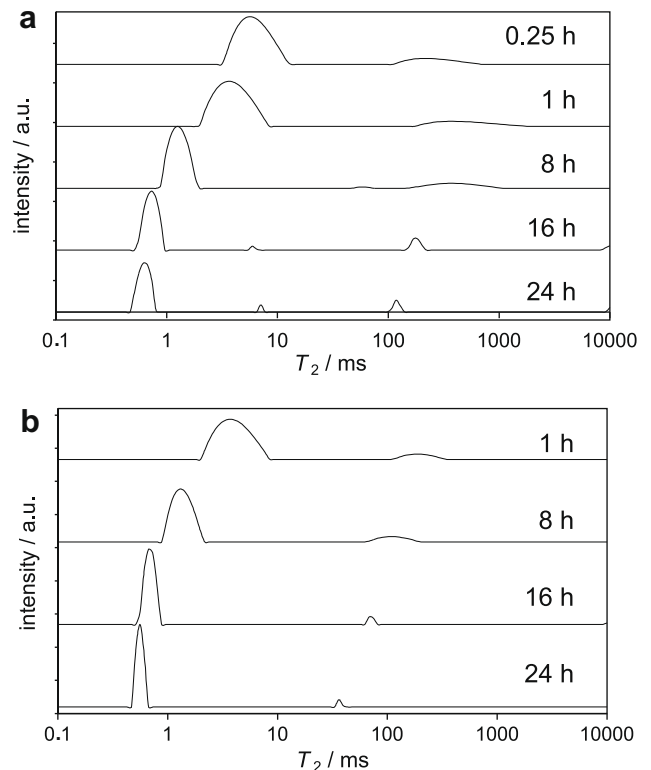 a
0.25 h
1 h
8 h
16 h
24 h
intensity / a.u.
0.1 1 10 100 1000 10000
T2 / ms
b
1 h
8 h
16 h
24 h
intensity / a.u.
0.1 1 10 100 1000 10000
T2 / ms